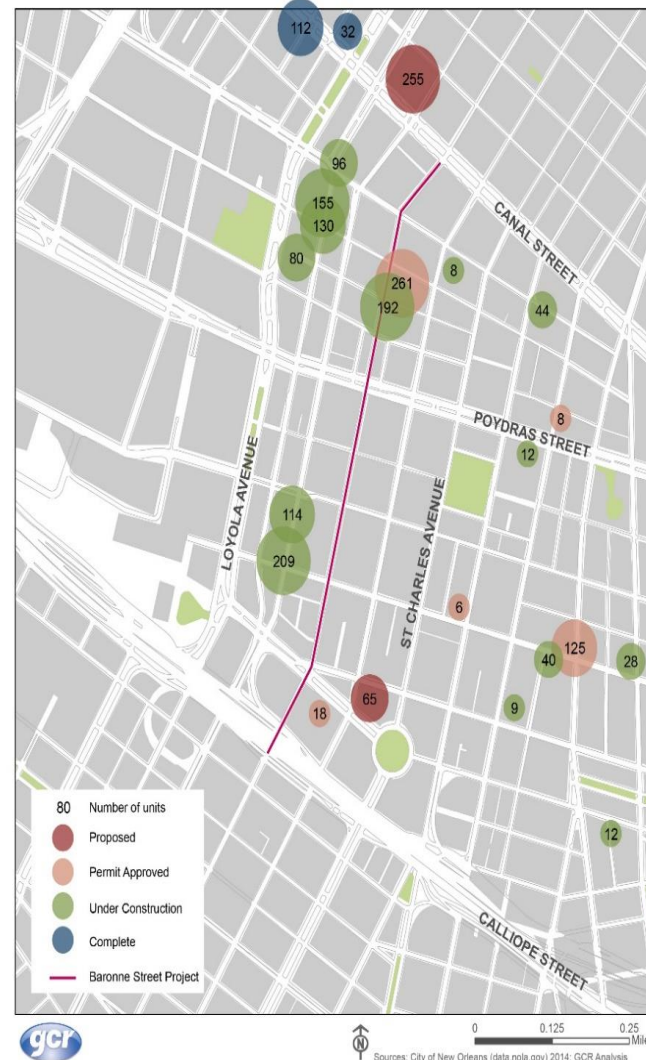 112
32
255
96
CANAL STREET
155
130
80
8
261
192
44
8
POYDRAS STREET
12
LOYOLA AVENUE
ST CHARLES AVENUE
114
209
6
125
40
28
9
65
18
12
80 Number of units
Proposed
Permit Approved
Under Construction
Complete
Baronne Street Project
CALLIOPE STREET
gcr
N
0 0.125 0.25
Mile
Sources: City of New Orleans (data.nola.gov) 2014; GCR Analysis